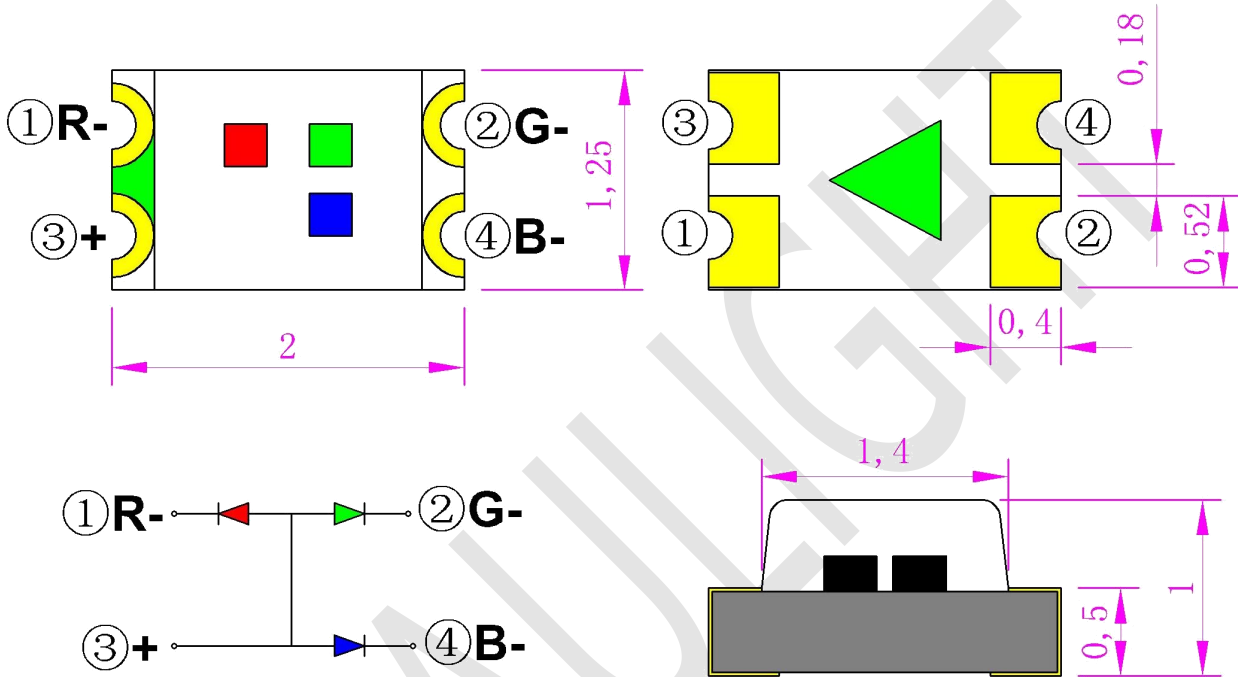 ①R-
②G-
③+
④B-
1,25
2
③
④
①
②
0,18
0,52
0,4
①R-
②G-
③+
④B-
1,4
0,5
1